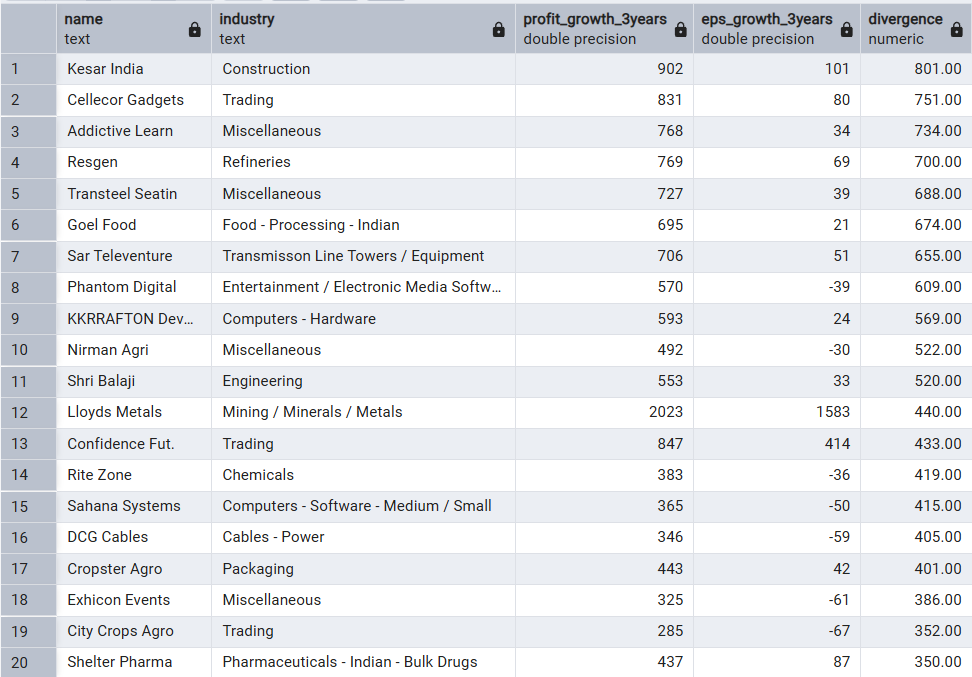 name industry profit_growth_3years eps_growth_3years divergence
text text double precision double precision numeric
1 Kesar India Construction 902 101 801.00
2 Cellecor Gadgets Trading 831 80 751.00
3 Addictive Learn Miscellaneous 768 34 734.00
4 Resgen Refineries 769 69 700.00
5 Transteel Seatin Miscellaneous 727 39 688.00
6 Goel Food Food - Processing - Indian 695 21 674.00
7 Sar Televenture Transmisson Line Towers / Equipment 706 51 655.00
8 Phantom Digital Entertainment / Electronic Media Softw... 570 -39 609.00
9 KKRRAFTON Dev... Computers - Hardware 593 24 569.00
10 Nirman Agri Miscellaneous 492 -30 522.00
11 Shri Balaji Engineering 553 33 520.00
12 Lloyds Metals Mining / Minerals / Metals 2023 1583 440.00
13 Confidence Fut. Trading 847 414 433.00
14 Rite Zone Chemicals 383 -36 419.00
15 Sahana Systems Computers - Software - Medium / Small 365 -50 415.00
16 DCG Cables Cables - Power 346 -59 405.00
17 Cropster Agro Packaging 443 42 401.00
18 Exhicon Events Miscellaneous 325 -61 386.00
19 City Crops Agro Trading 285 -67 352.00
20 Shelter Pharma Pharmaceuticals - Indian - Bulk Drugs 437 87 350.00